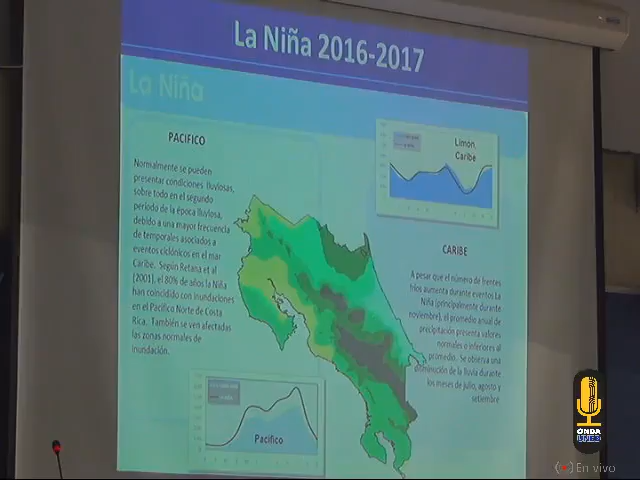 La Niña 2016-2017
La Niña
PACIFICO
Normalmente se pueden
presentar condiciones lluviosas,
sobre todo en el segundo
período de la época lluviosa,
debido a una mayor frecuencia
de temporales asociados a
eventos ciclónicos en el mar
Caribe. Según Retana et al
(2001), el 80% de años la Niña
han coincidido con inundaciones
en el Pacífico Norte de Costa
Rica. También se ven afectadas
las zonas normales de
inundación.
Limon,
Caribe
CARIBE
A pesar que el número de frentes
fríos aumenta durante eventos La
Niña (principalmente durante
noviembre), el promedio anual de
precipitación presenta valores
normales o inferiores al
promedio. Se observa una
disminución de la lluvia durante
los meses de julio, agosto y
setiembre
Pacifico
ONDA
UNED
En vivo